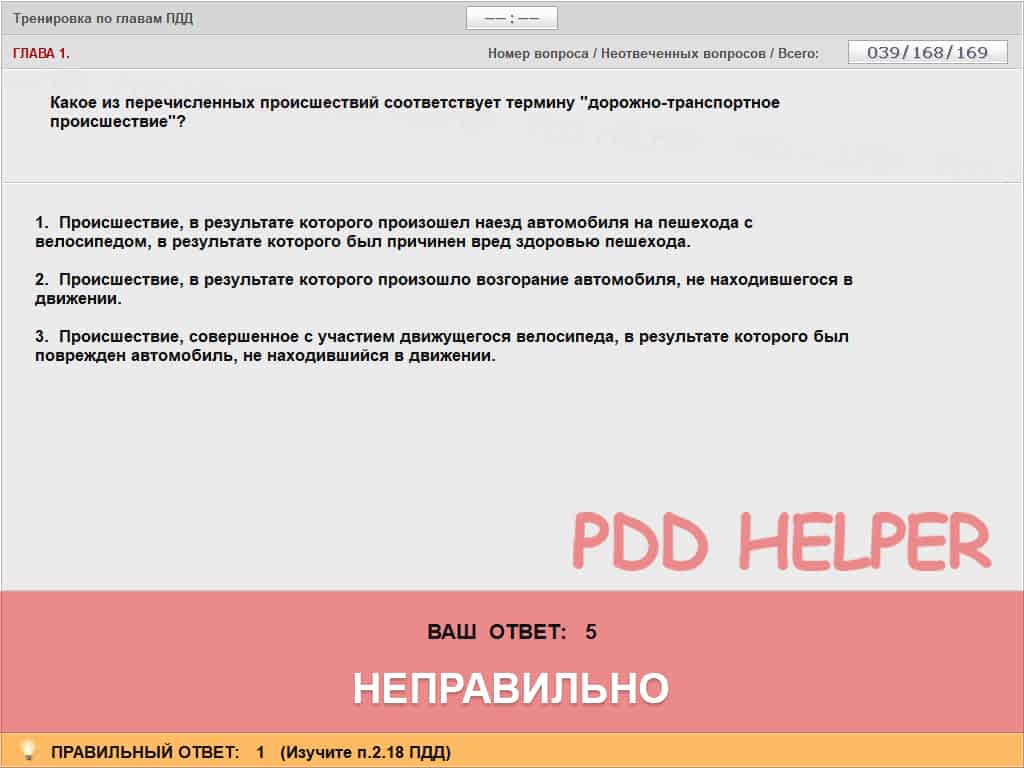 Тренировка по главам ПДД
—— : ——
ГЛАВА 1.
Номер вопроса / Неотвеченных вопросов / Всего:
039/168/169
Какое из перечисленных происшествий соответствует термину "дорожно-транспортное
происшествие"?
1. Происшествие, в результате которого произошел наезд автомобиля на пешехода с
велосипедом, в результате которого был причинен вред здоровью пешехода.
2. Происшествие, в результате которого произошло возгорание автомобиля, не находившегося в
движении.
3. Происшествие, совершенное с участием движущегося велосипеда, в результате которого был
поврежден автомобиль, не находившийся в движении.
PDD HELPER
ВАШ ОТВЕТ: 5
НЕПРАВИЛЬНО
ПРАВИЛЬНЫЙ ОТВЕТ: 1 (Изучите п.2.18 ПДД)